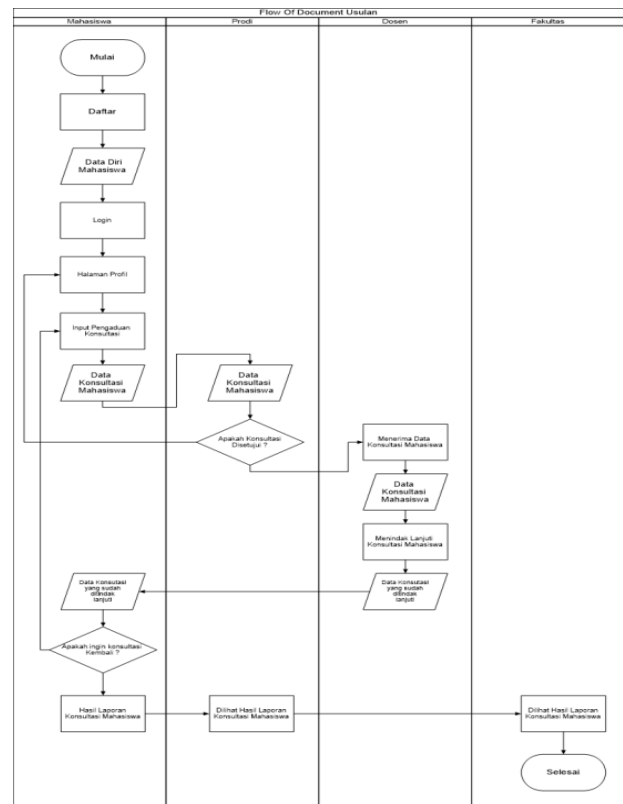 Flow Of Document Usulan
Mahasiswa
Prodi
Dosen
Fakultas
Mulai
Daftar
Data Diri
Mahasiswa
Login
Halaman Profil
Input Pengaduan
Konsultasi
Data
Konsultasi
Mahasiswa
Data
Konsultasi
Mahasiswa
Apakah Konsultasi
Disetujui ?
Menerima Data
Konsultasi Mahasiswa
Data
Konsultasi
Mahasiswa
Menindak Lanjuti
Konsultasi Mahasiswa
Data Konsultasi
yang sudah
ditindak
lanjuti
Data Konsultasi
yang sudah
ditindak
lanjuti
Apakah ingin konsultasi
Kembali ?
Hasil Laporan
Konsultasi Mahasiswa
Dilihat Hasil Laporan
Konsultasi Mahasiswa
Dilihat Hasil Laporan
Konsultasi Mahasiswa
Selesai